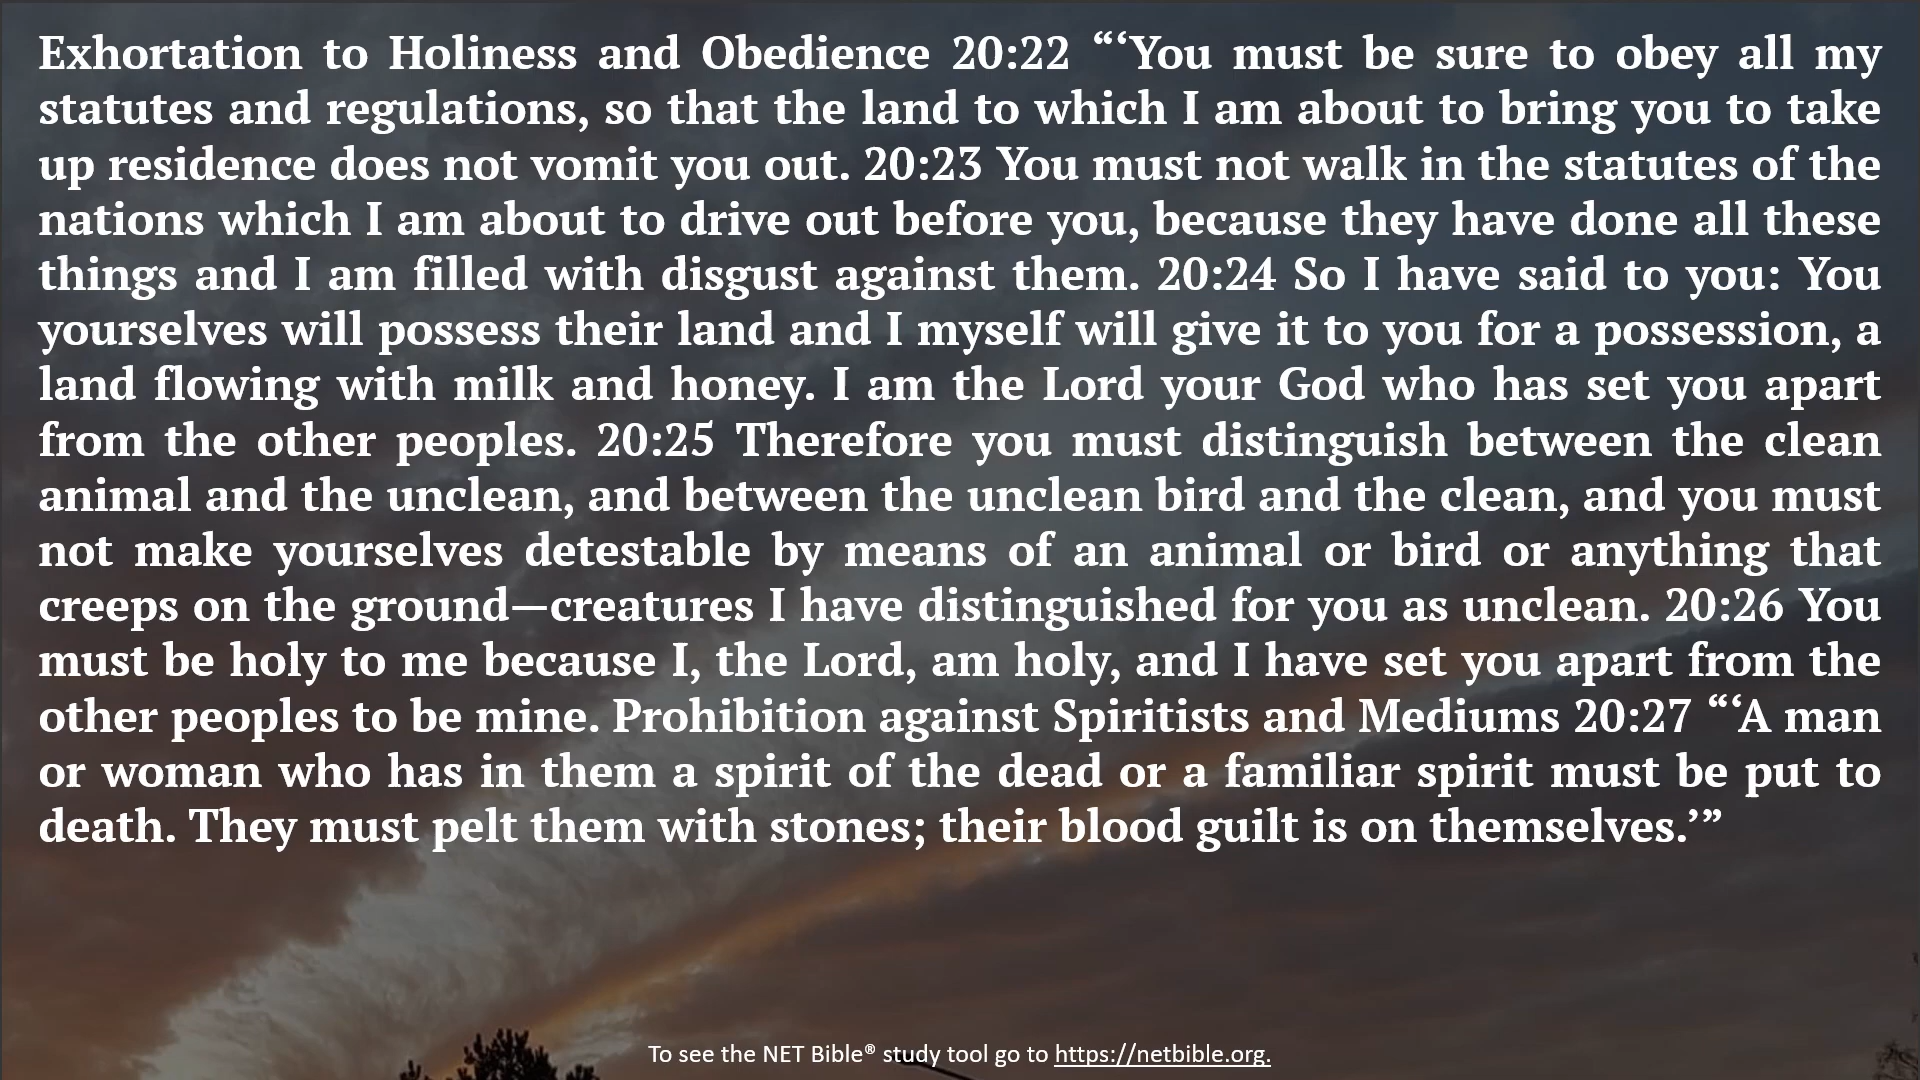 Exhortation to Holiness and Obedience 20:22 “‘You must be sure to obey all my
statutes and regulations, so that the land to which I am about to bring you to take
up residence does not vomit you out. 20:23 You must not walk in the statutes of the
nations which I am about to drive out before you, because they have done all these
things and I am filled with disgust against them. 20:24 So I have said to you: You
yourselves will possess their land and I myself will give it to you for a possession, a
land flowing with milk and honey. I am the Lord your God who has set you apart
from the other peoples. 20:25 Therefore you must distinguish between the clean
animal and the unclean, and between the unclean bird and the clean, and you must
not make yourselves detestable by means of an animal or bird or anything that
creeps on the ground—creatures I have distinguished for you as unclean. 20:26 You
must be holy to me because I, the Lord, am holy, and I have set you apart from the
other peoples to be mine. Prohibition against Spiritists and Mediums 20:27 “‘A man
or woman who has in them a spirit of the dead or a familiar spirit must be put to
death. They must pelt them with stones; their blood guilt is on themselves.’”
To see the NET Bible® study tool go to https://netbible.org.